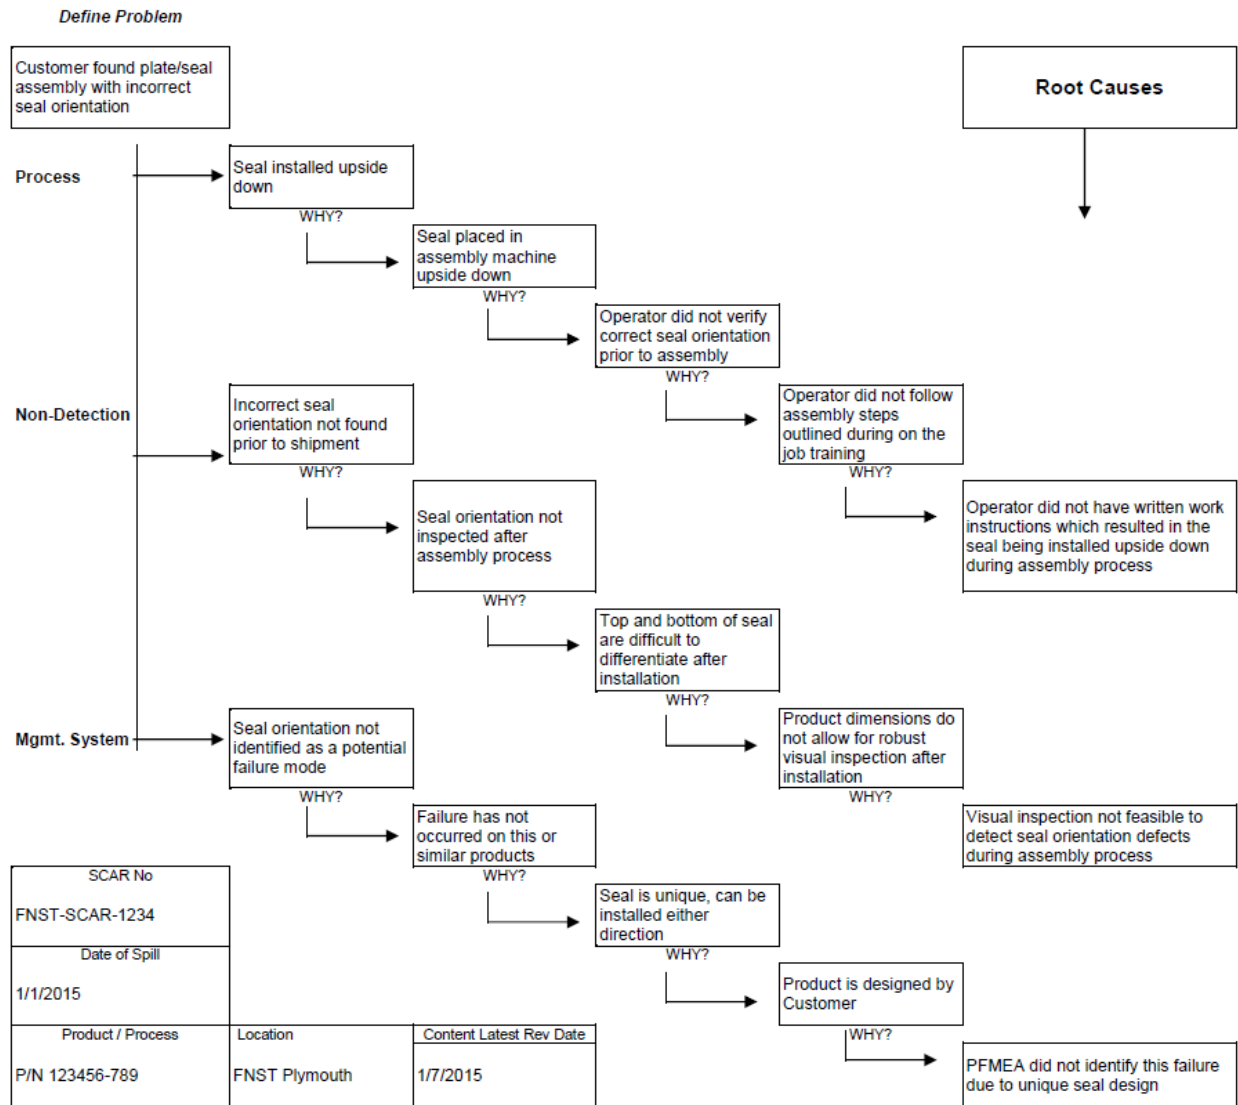 Define Problem
Customer found plate/seal
assembly with incorrect
seal orientation
Root Causes
Process
Seal installed upside
down
WHY?
Seal placed in
assembly machine
upside down
WHY?
Operator did not verify
correct seal orientation
prior to assembly
WHY?
Operator did not follow
assembly steps
outlined during on the
job training
WHY?
Operator did not have written work
instructions which resulted in the
seal being installed upside down
during assembly process
Non-Detection
Incorrect seal
orientation not found
prior to shipment
WHY?
Seal orientation not
inspected after
assembly process
WHY?
Top and bottom of seal
are difficult to
differentiate after
installation
WHY?
Product dimensions do
not allow for robust
visual inspection after
installation
WHY?
Visual inspection not feasible to
detect seal orientation defects
during assembly process
Mgmt. System
Seal orientation not
identified as a potential
failure mode
WHY?
Failure has not
occurred on this or
similar products
WHY?
Seal is unique, can be
installed either
direction
WHY?
Product is designed by
Customer
WHY?
PFMEA did not identify this failure
due to unique seal design
SCAR No
FNST-SCAR-1234
Date of Spill
1/1/2015
Product / Process
P/N 123456-789
Location
FNST Plymouth
Content Latest Rev Date
1/7/2015